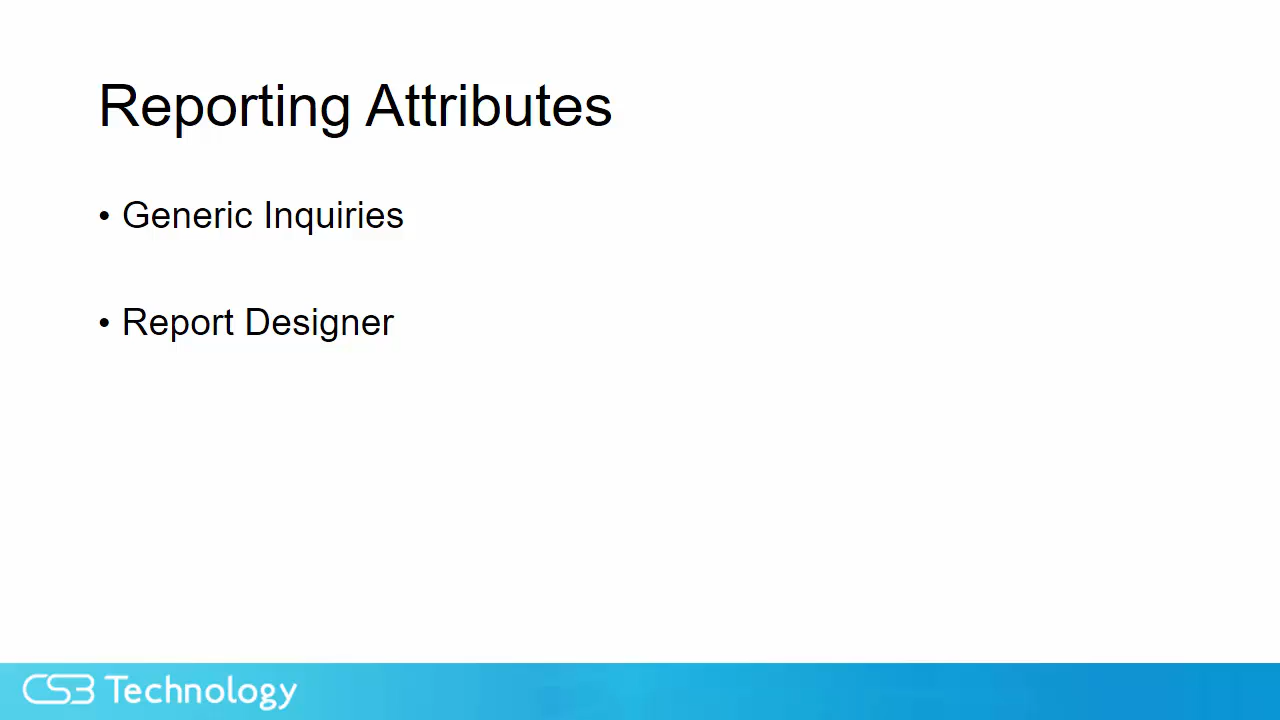 Reporting Attributes
• Generic Inquiries
• Report Designer
CS3 Technology